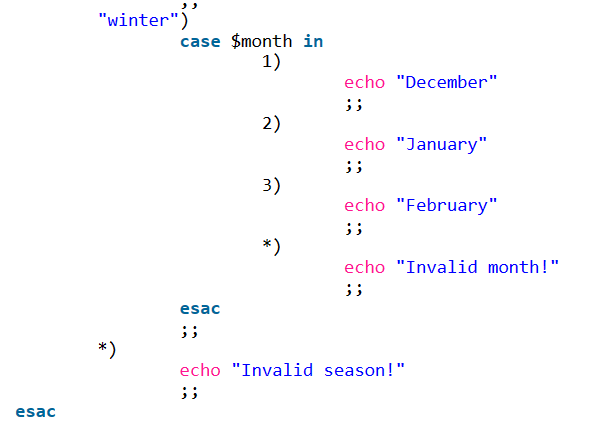 ;;
"winter")
case $month in
1)
echo "December"
;;
2)
echo "January"
;;
3)
echo "February"
;;
*)
echo "Invalid month!"
;;
esac
;;
*)
echo "Invalid season!"
;;
esac